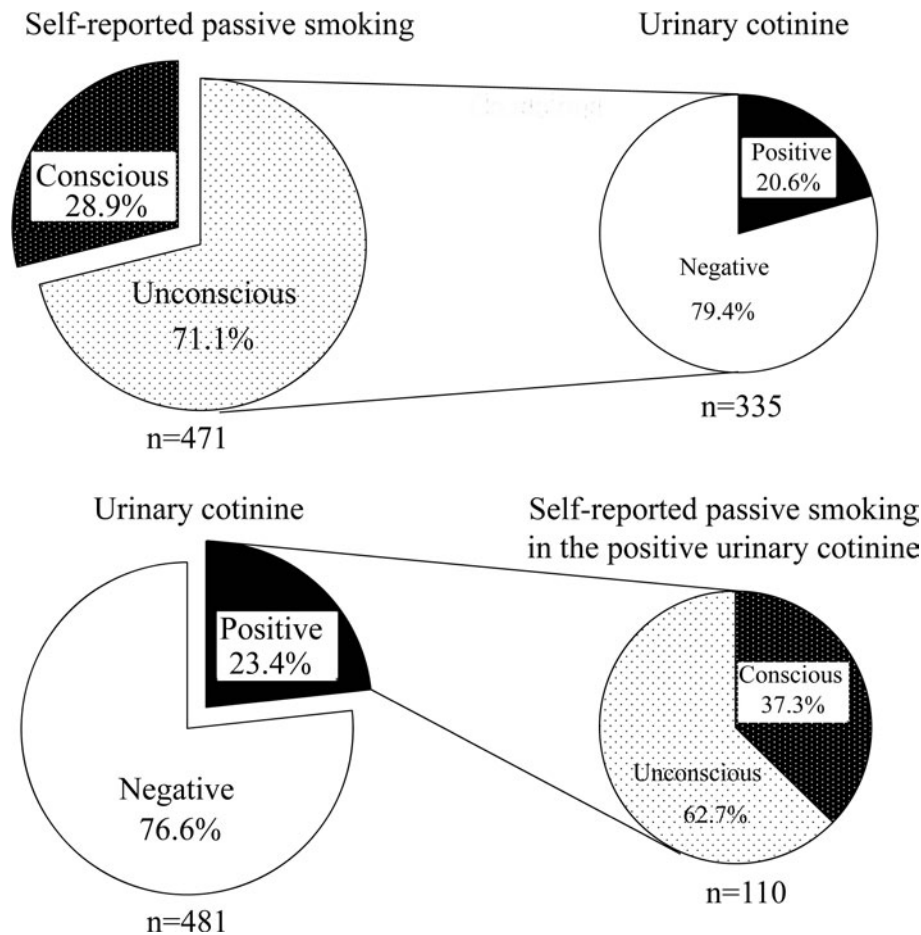 Self-reported passive smoking
Urinary cotinine
Conscious
28.9%
Unconscious
71.1%
n=471
Positive
20.6%
Negative
79.4%
n=335
Urinary cotinine
Self-reported passive smoking
in the positive urinary cotinine
Positive
23.4%
Negative
76.6%
n=481
Conscious
37.3%
Unconscious
62.7%
n=110